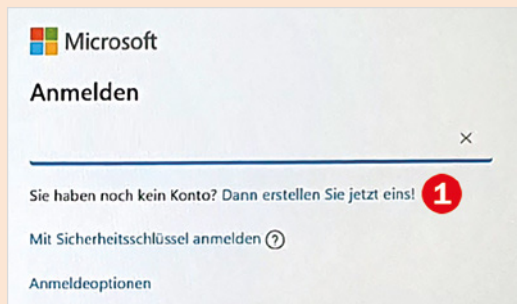 Microsoft
Anmelden
Sie haben noch kein Konto? Dann erstellen Sie jetzt eins! 1
Mit Sicherheitsschlüssel anmelden ?
Anmeldeoptionen